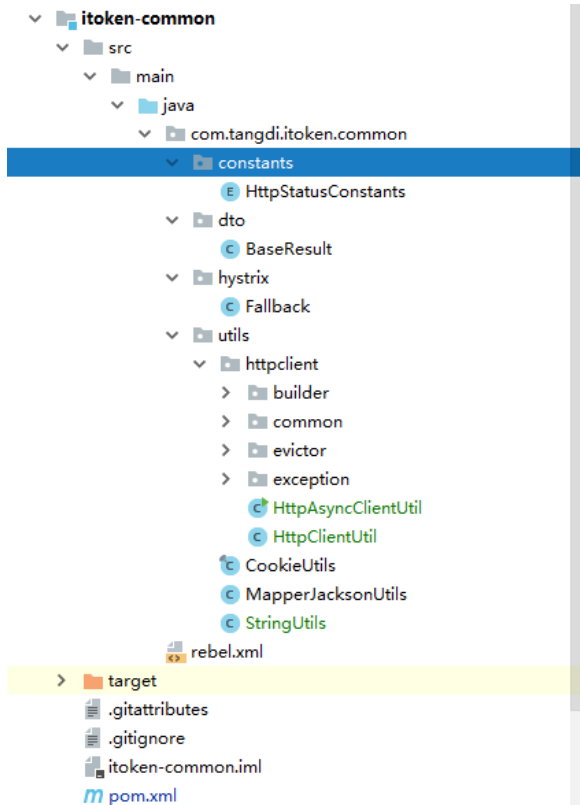 itoken-common
src
main
java
com.tangdi.itoken.common
constants
E HttpStatusConstants
dto
C BaseResult
hystrix
C Fallback
utils
httpclient
builder
common
evictor
exception
C HttpAsyncClientUtil
C HttpClientUtil
C CookieUtils
C MapperJacksonUtils
C StringUtils
rebel.xml
target
.gitattributes
.gitignore
itoken-common.iml
m pom.xml